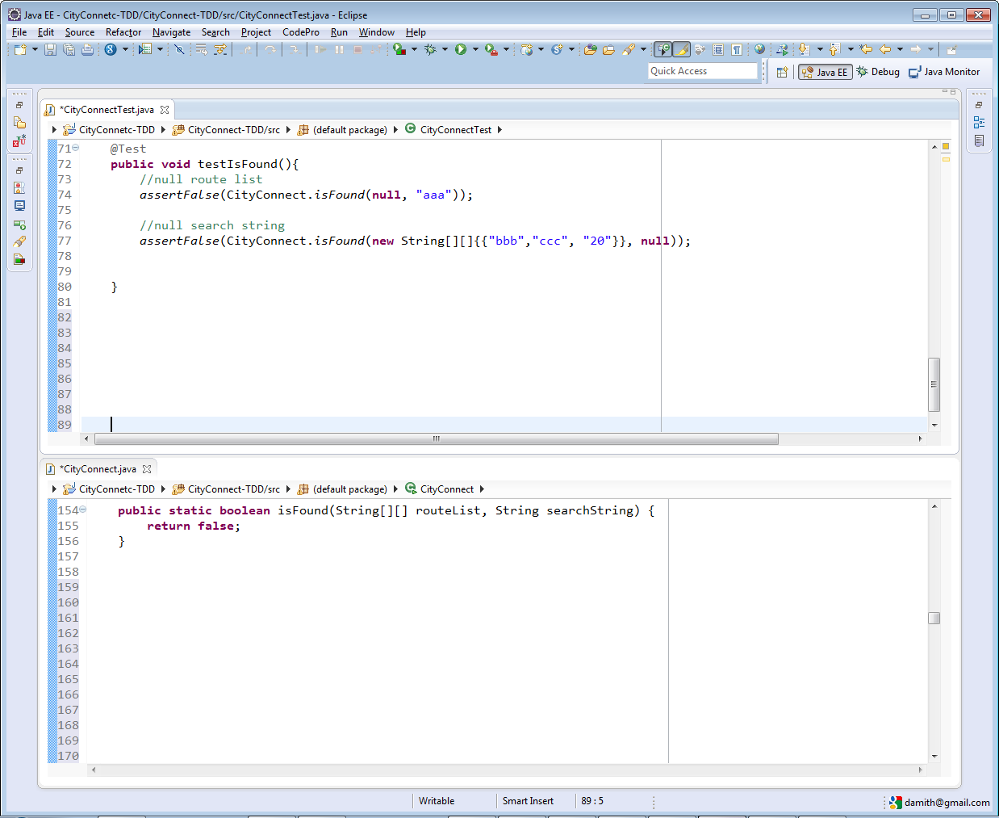 Java EE - CityConnetc-TDD/CityConnect-TDD/src/CityConnectTest.java - Eclipse
File Edit Source Refactor Navigate Search Project CodePro Run Window Help
Quick Access
Java EE Debug Java Monitor
*CityConnectTest.java
CityConnetc-TDD CityConnect-TDD/src (default package) CityConnectTest
71 @Test
72 public void testIsFound(){
73 //null route list
74 assertFalse(CityConnect.isFound(null, "aaa"));
75
76 //null search string
77 assertFalse(CityConnect.isFound(new String[][]{{"bbb","ccc", "20"}}, null));
78
79
80 }
81
82
83
84
85
86
87
88
89
*CityConnect.java
CityConnetc-TDD CityConnect-TDD/src (default package) CityConnect
154 public static boolean isFound(String[][] routeList, String searchString) {
155 return false;
156 }
157
158
159
160
161
162
163
164
165
166
167
168
169
170
Writable Smart Insert 89 : 5 damith@gmail.com